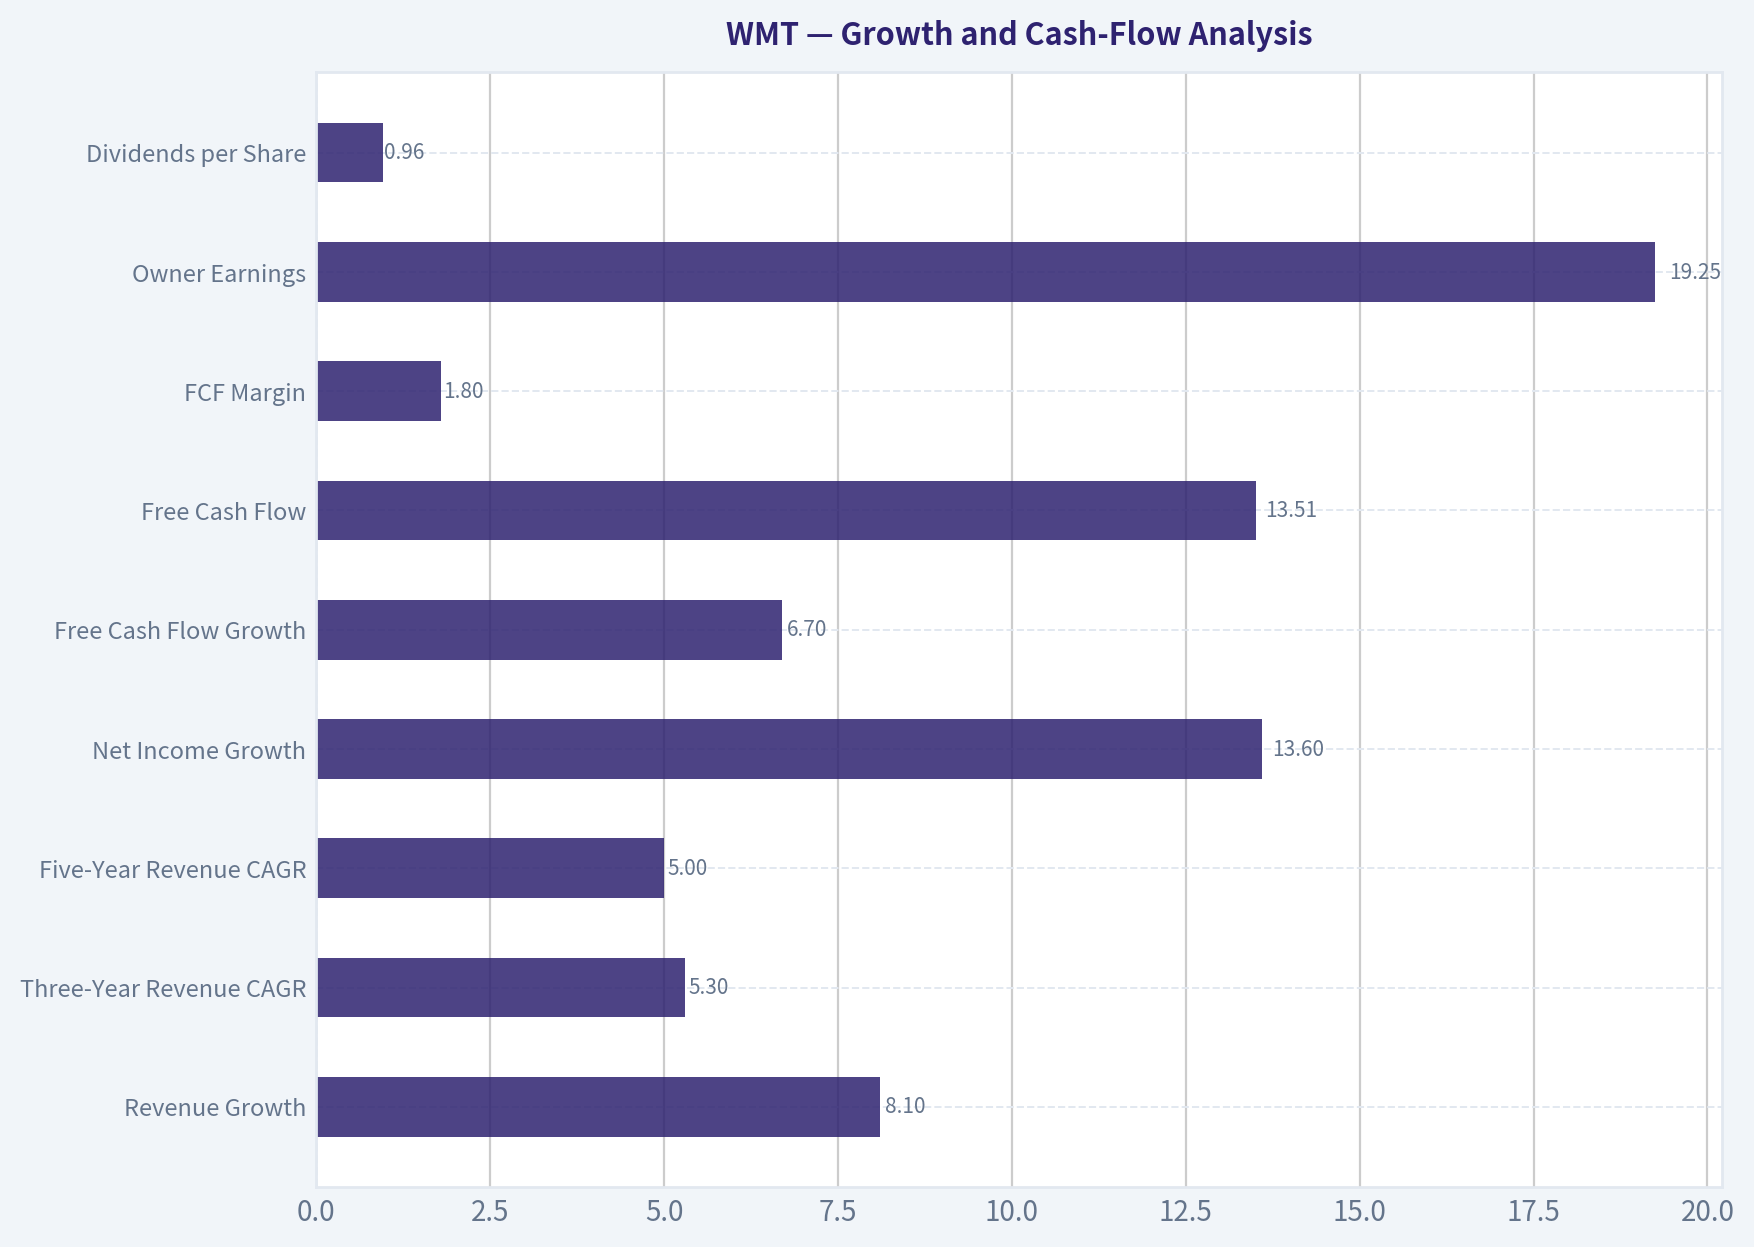 WMT — Growth and Cash-Flow Analysis
Dividends per Share 0.96
Owner Earnings 19.25
FCF Margin 1.80
Free Cash Flow 13.51
Free Cash Flow Growth 6.70
Net Income Growth 13.60
Five-Year Revenue CAGR 5.00
Three-Year Revenue CAGR 5.30
Revenue Growth 8.10
0.0 2.5 5.0 7.5 10.0 12.5 15.0 17.5 20.0